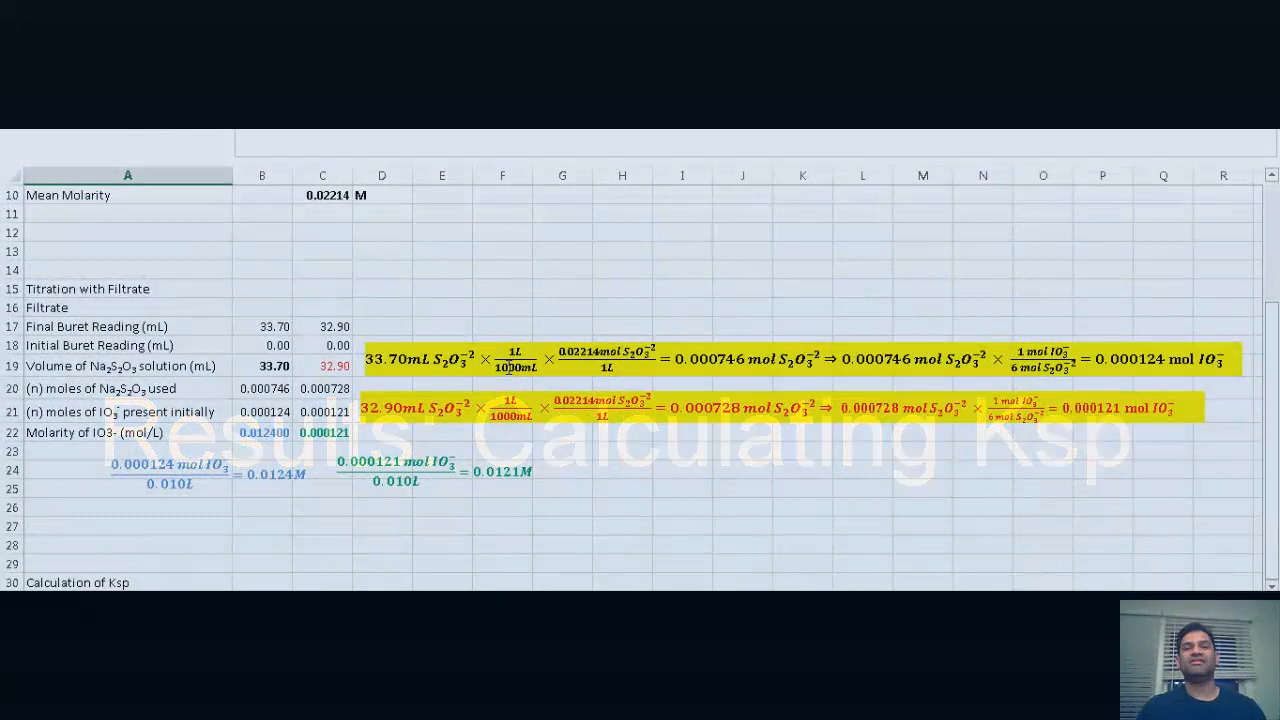 A B C D E F G H I J K L M N O P Q R
10 Mean Molarity 0.02214 M
11
12
13
14
15 Titration with Filtrate
16 Filtrate
17 Final Buret Reading (mL) 33.70 32.90
18 Initial Buret Reading (mL) 0.00 0.00
19 Volume of Na₂S₂O₃ solution (mL) 33.70 32.90
33.70mL S₂O₃⁻² × 1L/1000mL × 0.02214mol S₂O₃⁻²/1L = 0.000746 mol S₂O₃⁻² ⇒ 0.000746 mol S₂O₃⁻² × 1 mol IO₃⁻/6 mol S₂O₃⁻² = 0.000124 mol IO₃⁻
20 (n) moles of Na₂S₂O₃ used 0.000746 0.000728
21 (n) moles of IO₃⁻ present initially 0.000124 0.000121
32.90mL S₂O₃⁻² × 1L/1000mL × 0.02214mol S₂O₃⁻²/1L = 0.000728 mol S₂O₃⁻² ⇒ 0.000728 mol S₂O₃⁻² × 1 mol IO₃⁻/6 mol S₂O₃⁻² = 0.000121 mol IO₃⁻
22 Molarity of IO3- (mol/L) 0.012400 0.000121
Results: Calculating Ksp
23
24 0.000124 mol IO₃⁻/0.010L = 0.0124M 0.000121 mol IO₃⁻/0.010L = 0.0121M
25
26
27
28
29
30 Calculation of Ksp